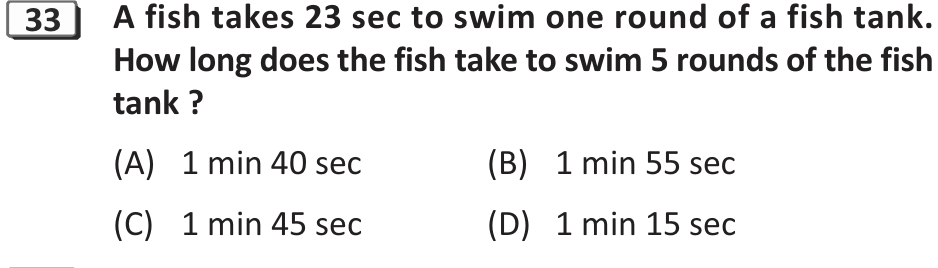 33 A fish takes 23 sec to swim one round of a fish tank.
How long does the fish take to swim 5 rounds of the fish
tank ?
(A) 1 min 40 sec (B) 1 min 55 sec
(C) 1 min 45 sec (D) 1 min 15 sec